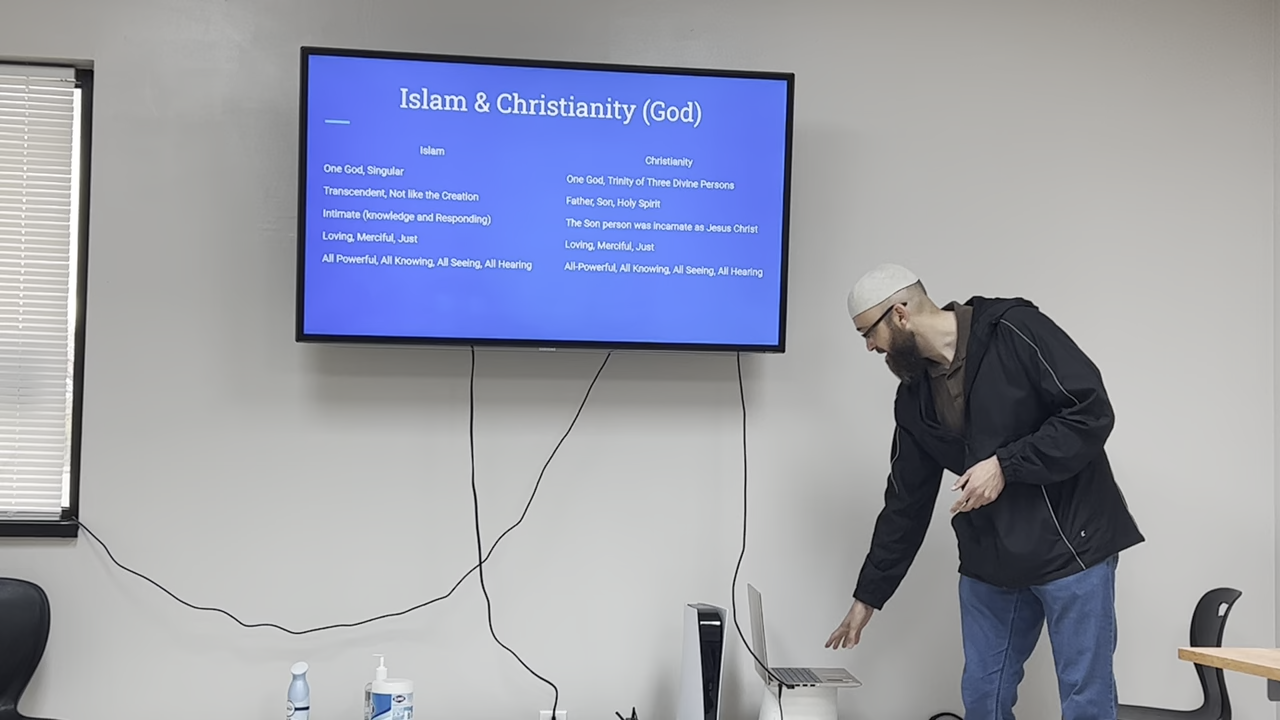 Islam & Christianity (God)
Islam
One God, Singular
Transcendent, Not like the Creation
Intimate (knowledge and Responding)
Loving, Merciful, Just
All Powerful, All Knowing, All Seeing, All Hearing
Christianity
One God, Trinity of Three Divine Persons
Father, Son, Holy Spirit
The Son person was incarnate as Jesus Christ
Loving, Merciful, Just
All-Powerful, All Knowing, All Seeing, All Hearing